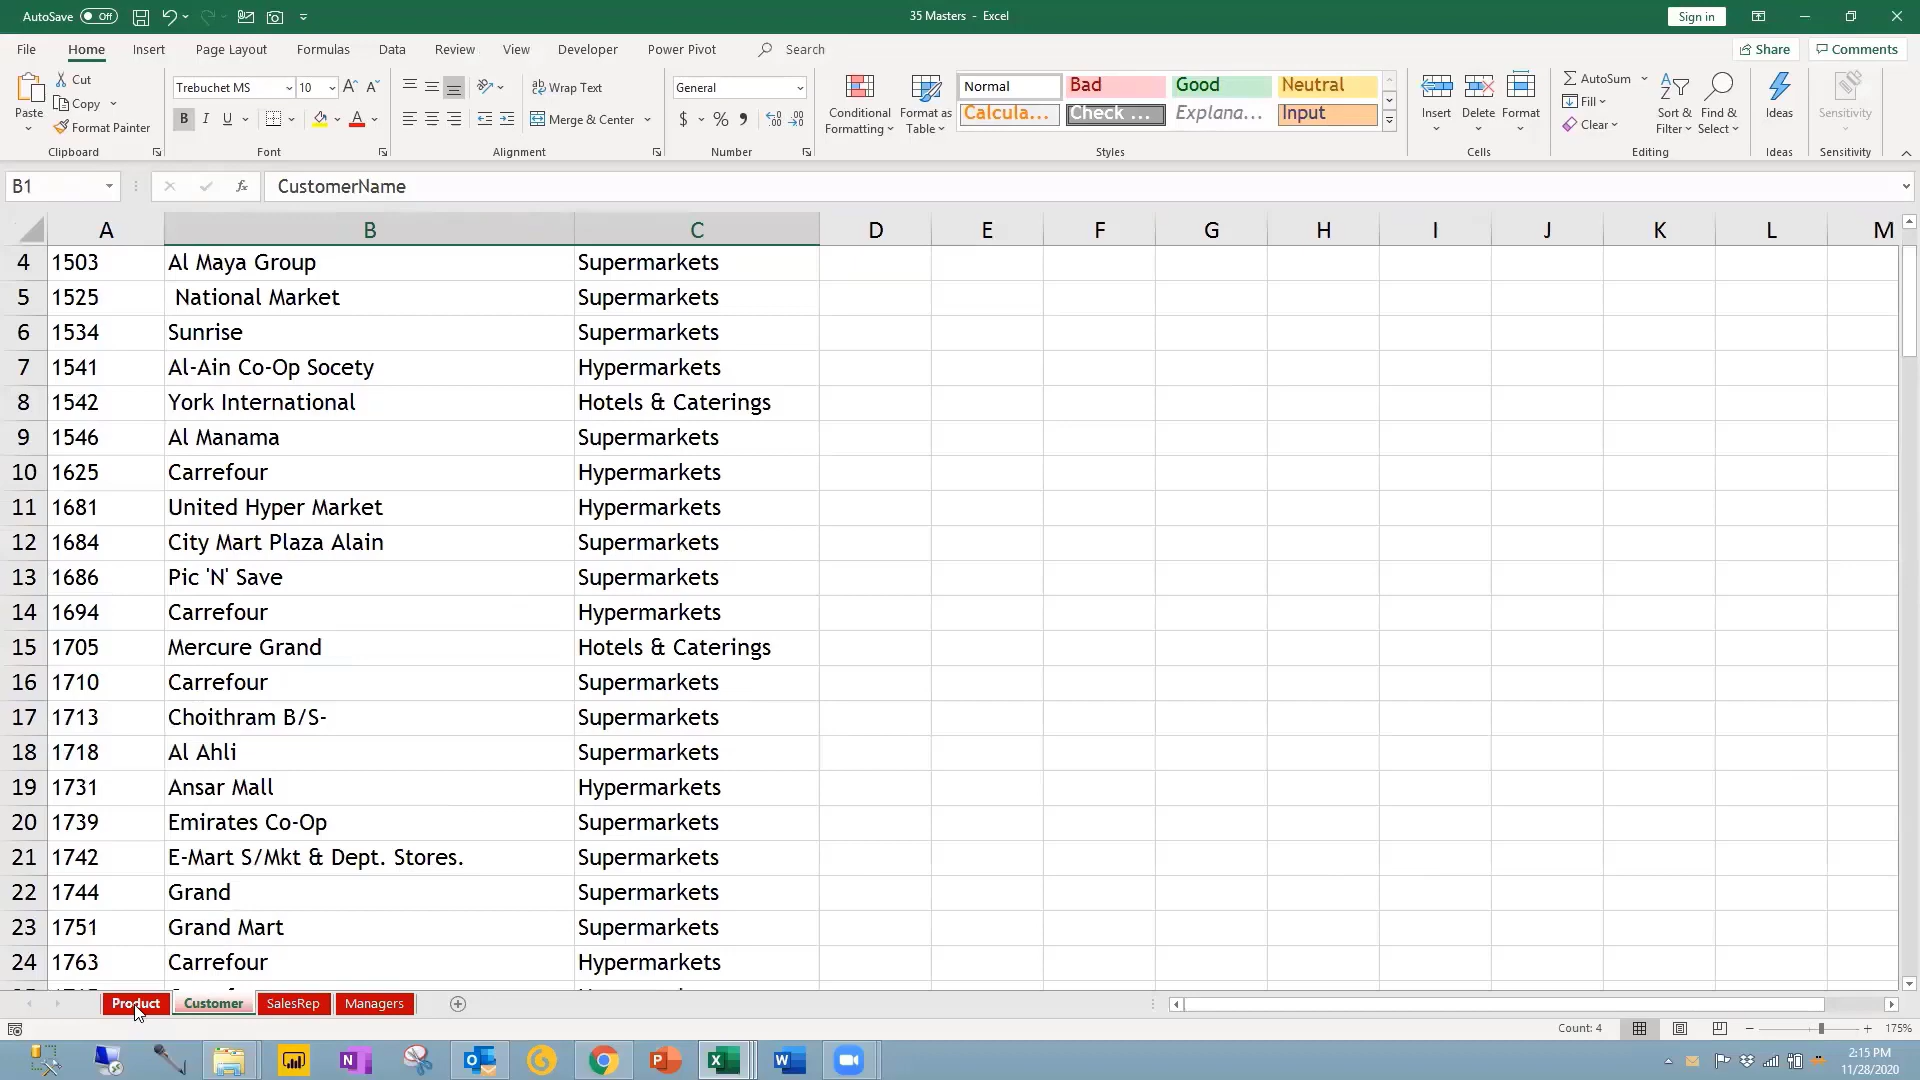 AutoSave Off
35 Masters - Excel
Sign in
File Home Insert Page Layout Formulas Data Review View Developer Power Pivot Search
Share Comments
Paste
Cut
Copy
Format Painter
Clipboard
Trebuchet MS 10
B I U
Font
Wrap Text
Merge & Center
Alignment
General
$ %
Number
Conditional Formatting
Format as Table
Normal Bad Good Neutral
Calcula... Check ... Explana... Input
Styles
Insert Delete Format
Cells
AutoSum
Fill
Clear
Sort & Filter
Find & Select
Editing
Ideas
Ideas
Sensitivity
Sensitivity
B1 fx CustomerName
A B C D E F G H I J K L M
4 1503 Al Maya Group Supermarkets
5 1525 National Market Supermarkets
6 1534 Sunrise Supermarkets
7 1541 Al-Ain Co-Op Socety Hypermarkets
8 1542 York International Hotels & Caterings
9 1546 Al Manama Supermarkets
10 1625 Carrefour Hypermarkets
11 1681 United Hyper Market Hypermarkets
12 1684 City Mart Plaza Alain Supermarkets
13 1686 Pic 'N' Save Supermarkets
14 1694 Carrefour Hypermarkets
15 1705 Mercure Grand Hotels & Caterings
16 1710 Carrefour Supermarkets
17 1713 Choithram B/S- Supermarkets
18 1718 Al Ahli Supermarkets
19 1731 Ansar Mall Hypermarkets
20 1739 Emirates Co-Op Supermarkets
21 1742 E-Mart S/Mkt & Dept. Stores. Supermarkets
22 1744 Grand Supermarkets
23 1751 Grand Mart Supermarkets
24 1763 Carrefour Hypermarkets
Product Customer SalesRep Managers
Count: 4
175%
2:15 PM
11/28/2020